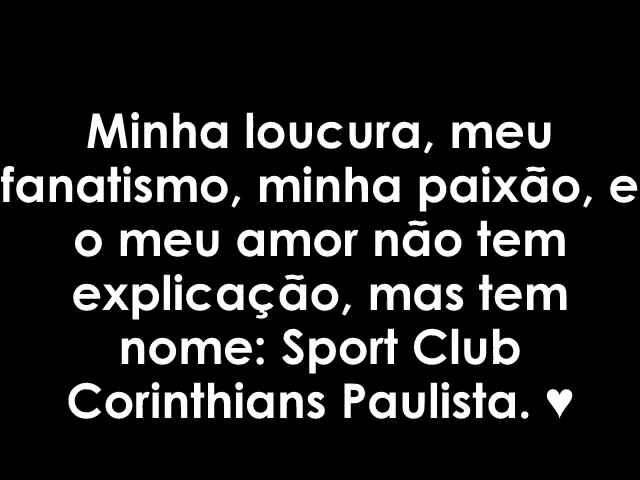 Minha loucura, meu
fanatismo, minha paixão, e
o meu amor não tem
explicação, mas tem
nome: Sport Club
Corinthians Paulista. ♥